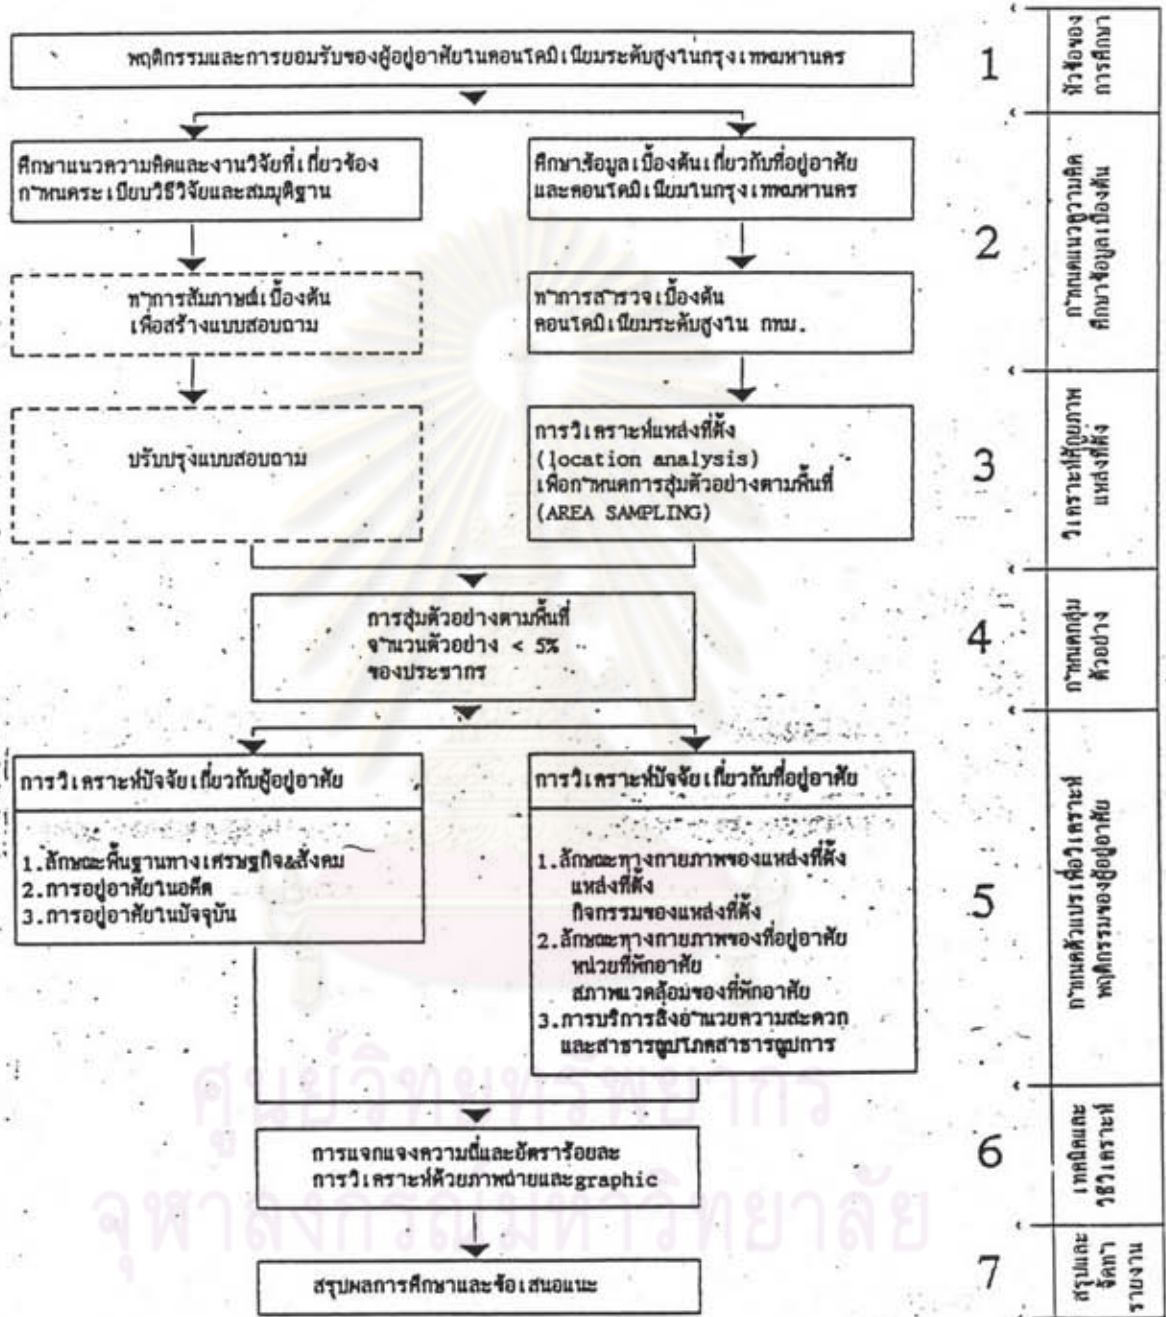 พฤติกรรมและการยอมรับของผู้อยู่อาศัยในคอนโดมิเนียมระดับสูงในกรุงเทพมหานคร
1
หัวข้อของ
การศึกษา
ศึกษาแนวความคิดและงานวิจัยที่เกี่ยวข้อง
กำหนดระเบียบวิธีวิจัยและสมมุติฐาน
ศึกษาข้อมูลเบื้องต้นเกี่ยวกับที่อยู่อาศัย
และคอนโดมิเนียมในกรุงเทพมหานคร
2
กำหนดแนวความคิด
ศึกษาข้อมูลเบื้องต้น
ทำการสัมภาษณ์เบื้องต้น
เพื่อสร้างแบบสอบถาม
ทำการสำรวจเบื้องต้น
คอนโดมิเนียมระดับสูงใน กทม.
ปรับปรุงแบบสอบถาม
การวิเคราะห์แหล่งที่ตั้ง
(location analysis)
เพื่อกำหนดการสุ่มตัวอย่างตามพื้นที่
(AREA SAMPLING)
3
วิเคราะห์ศักยภาพ
แหล่งที่ตั้ง
การสุ่มตัวอย่างตามพื้นที่
จำนวนตัวอย่าง < 5%
ของประชากร
4
กำหนดกลุ่ม
ตัวอย่าง
การวิเคราะห์ปัจจัยเกี่ยวกับผู้อยู่อาศัย
1.ลักษณะพื้นฐานทางเศรษฐกิจ&สังคม
2.การอยู่อาศัยในอดีต
3.การอยู่อาศัยในปัจจุบัน
การวิเคราะห์ปัจจัยเกี่ยวกับที่อยู่อาศัย
1.ลักษณะทางกายภาพของแหล่งที่ตั้ง
แหล่งที่ตั้ง
กิจกรรมของแหล่งที่ตั้ง
2.ลักษณะทางกายภาพของที่อยู่อาศัย
หน่วยที่พักอาศัย
สภาพแวดล้อมของที่พักอาศัย
3.การบริการสิ่งอำนวยความสะดวก
และสาธารณูปโภคสาธารณูปการ
5
กำหนดตัวแปรเพื่อวิเคราะห์
พฤติกรรมของผู้อยู่อาศัย
การแจกแจงความถี่และอัตราร้อยละ
การวิเคราะห์ด้วยภาพถ่ายและgraphic
6
เทคนิคและ
วิธีวิเคราะห์
สรุปผลการศึกษาและข้อเสนอแนะ
7
สรุปและ
จัดทำ
รายงาน
ศูนย์วิทยทรัพยากร
จุฬาลงกรณ์มหาวิทยาลัย